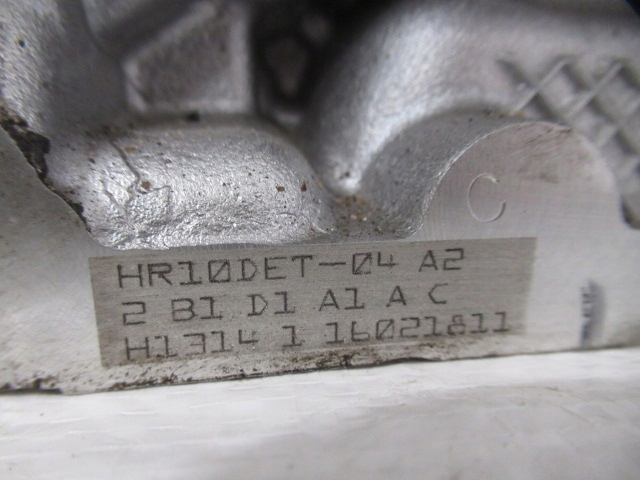 C
HR10DET-04 A2
2 B1 D1 A1 A C
H1314 1 16021811